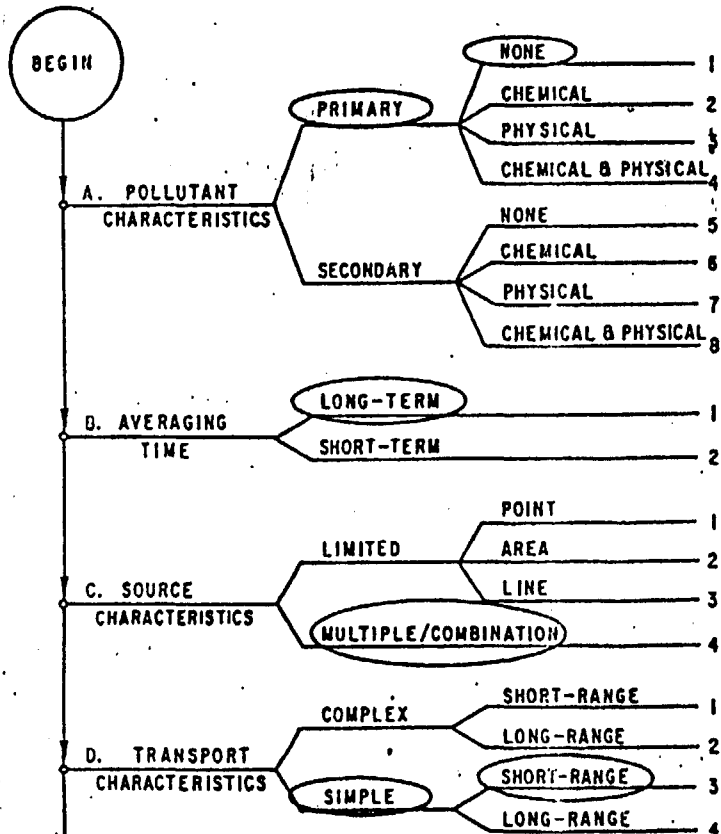 BEGIN
NONE 1
PRIMARY
CHEMICAL 2
PHYSICAL 3
CHEMICAL & PHYSICAL 4
A. POLLUTANT
CHARACTERISTICS
NONE 5
CHEMICAL 6
SECONDARY
PHYSICAL 7
CHEMICAL & PHYSICAL 8
LONG-TERM 1
B. AVERAGING
TIME
SHORT-TERM 2
POINT 1
LIMITED
AREA 2
LINE 3
C. SOURCE
CHARACTERISTICS
MULTIPLE/COMBINATION 4
SHORT-RANGE 1
COMPLEX
LONG-RANGE 2
D. TRANSPORT
CHARACTERISTICS
SHORT-RANGE 3
SIMPLE
LONG-RANGE 4